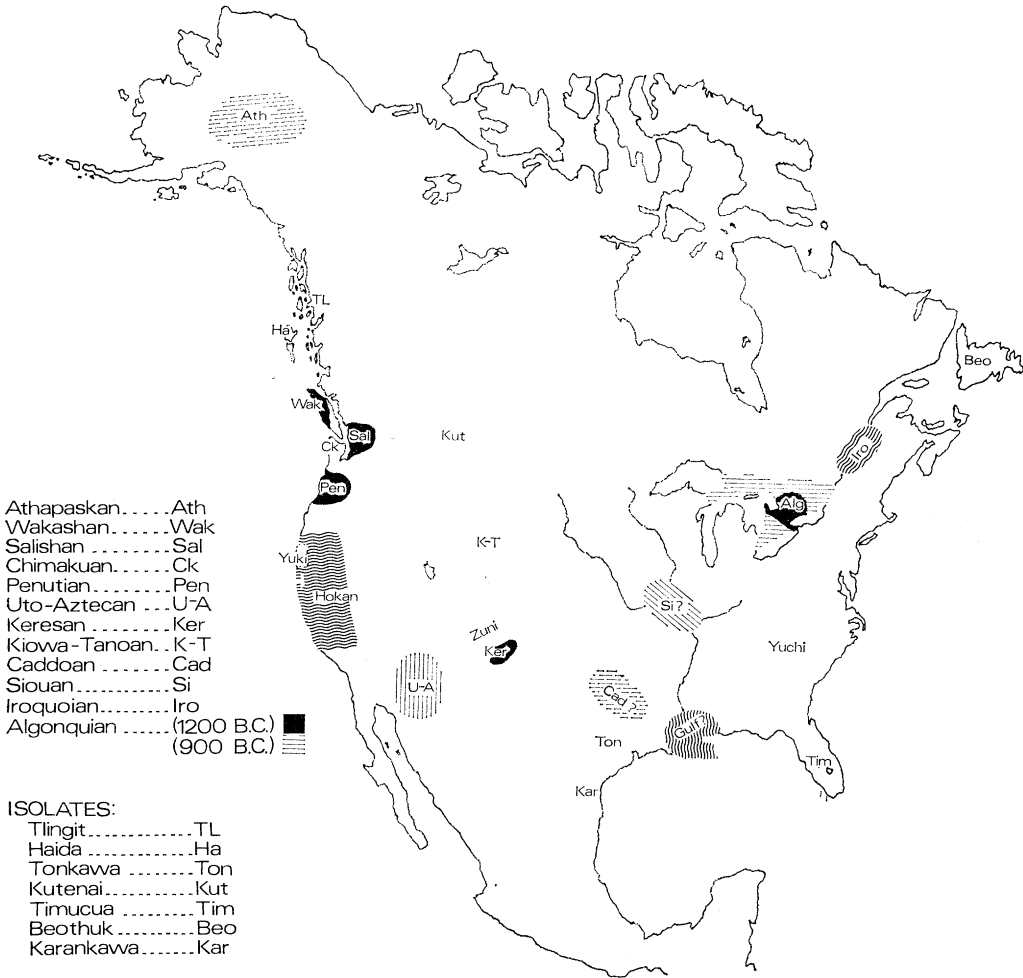 Ath
TL
Ha
Wak
Sal
Ck
Kut
Beo
Iro
Pen
Alg
Yuki
Hokan
K-T
Si?
Zuni
Ker
Yuchi
U-A
Cad?
Gulf?
Ton
Tim
Kar
Athapaskan.....Ath
Wakashan......Wak
Salishan ........Sal
Chimakuan......Ck
Penutian.......Pen
Uto-Aztecan ...U-A
Keresan........Ker
Kiowa-Tanoan..K-T
Caddoan .......Cad
Siouan...........Si
Iroquoian.......Iro
Algonquian ......(1200 B.C.)
(900 B.C.)
ISOLATES:
Tlingit.............TL
Haida .............Ha
Tonkawa ........Ton
Kutenai..........Kut
Timucua ........Tim
Beothuk.........Beo
Karankawa......Kar